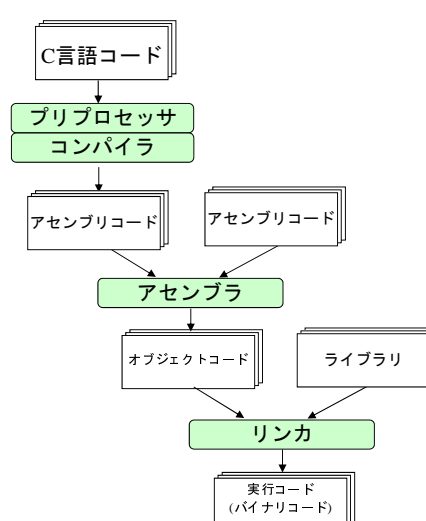 C言語コード
プリプロセッサ
コンパイラ
アセンブリコード
アセンブリコード
アセンブラ
オブジェクトコード
ライブラリ
リンカ
実行コード
(バイナリコード)